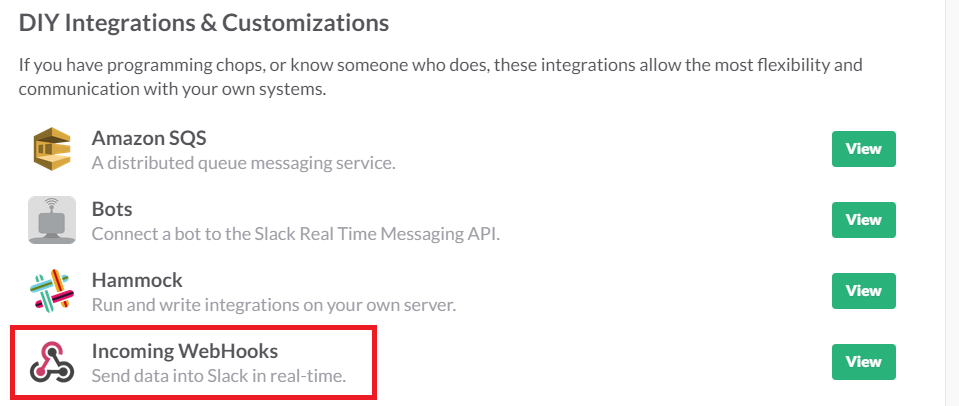 DIY Integrations & Customizations
If you have programming chops, or know someone who does, these integrations allow the most flexibility and
communication with your own systems.
Amazon SQS
A distributed queue messaging service.
View
Bots
Connect a bot to the Slack Real Time Messaging API.
View
Hammock
Run and write integrations on your own server.
View
Incoming WebHooks
Send data into Slack in real-time.
View